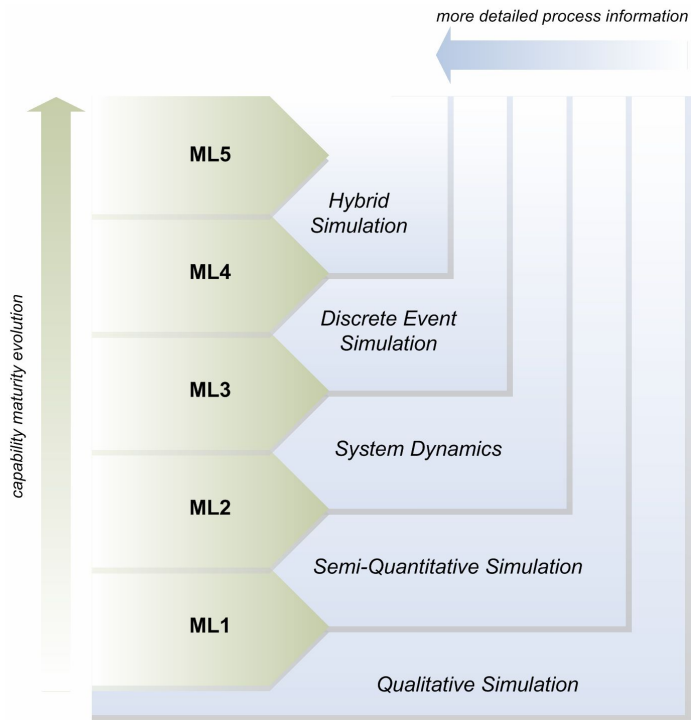 more detailed process information
ML5
Hybrid
Simulation
ML4
Discrete Event
Simulation
ML3
System Dynamics
ML2
Semi-Quantitative Simulation
ML1
Qualitative Simulation
capability maturity evolution